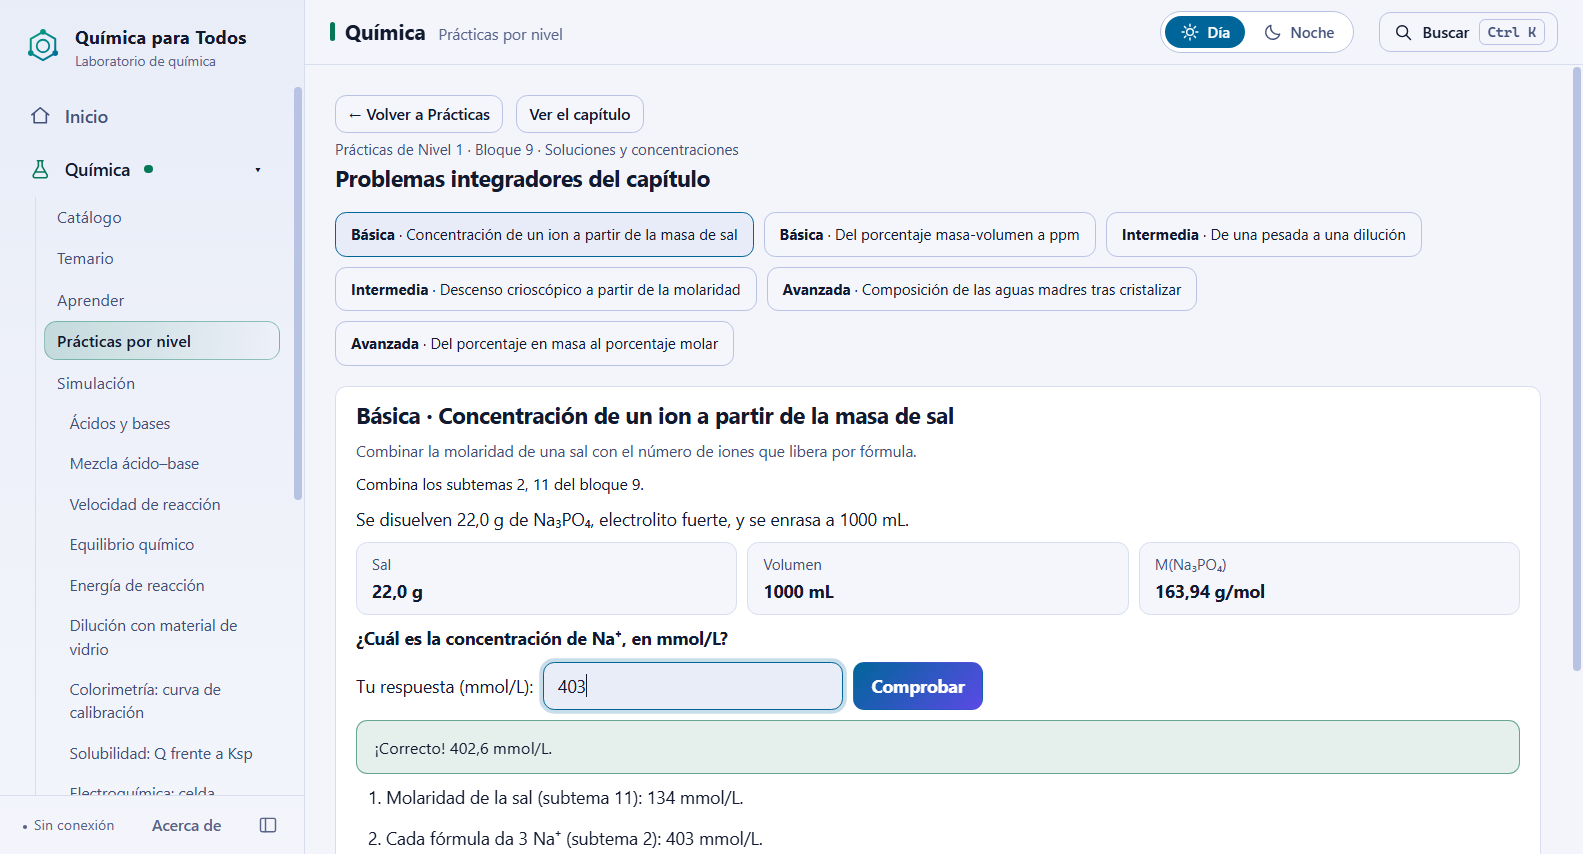 Química para Todos
Laboratorio de química
Inicio
Química
Catálogo
Temario
Aprender
Prácticas por nivel
Simulación
Ácidos y bases
Mezcla ácido–base
Velocidad de reacción
Equilibrio químico
Energía de reacción
Dilución con material de
vidrio
Colorimetría: curva de
calibración
Solubilidad: Q frente a Ksp
Electroquímica: celda
Sin conexión
Acerca de
Química
Prácticas por nivel
Día
Noche
Buscar
Ctrl K
← Volver a Prácticas
Ver el capítulo
Prácticas de Nivel 1 · Bloque 9 · Soluciones y concentraciones
Problemas integradores del capítulo
Básica · Concentración de un ion a partir de la masa de sal
Básica · Del porcentaje masa-volumen a ppm
Intermedia · De una pesada a una dilución
Intermedia · Descenso crioscópico a partir de la molaridad
Avanzada · Composición de las aguas madres tras cristalizar
Avanzada · Del porcentaje en masa al porcentaje molar
Básica · Concentración de un ion a partir de la masa de sal
Combinar la molaridad de una sal con el número de iones que libera por fórmula.
Combina los subtemas 2, 11 del bloque 9.
Se disuelven 22,0 g de Na₃PO₄, electrolito fuerte, y se enrasa a 1000 mL.
Sal
22,0 g
Volumen
1000 mL
M(Na₃PO₄)
163,94 g/mol
¿Cuál es la concentración de Na⁺, en mmol/L?
Tu respuesta (mmol/L):
403
Comprobar
¡Correcto! 402,6 mmol/L.
1. Molaridad de la sal (subtema 11): 134 mmol/L.
2. Cada fórmula da 3 Na⁺ (subtema 2): 403 mmol/L.